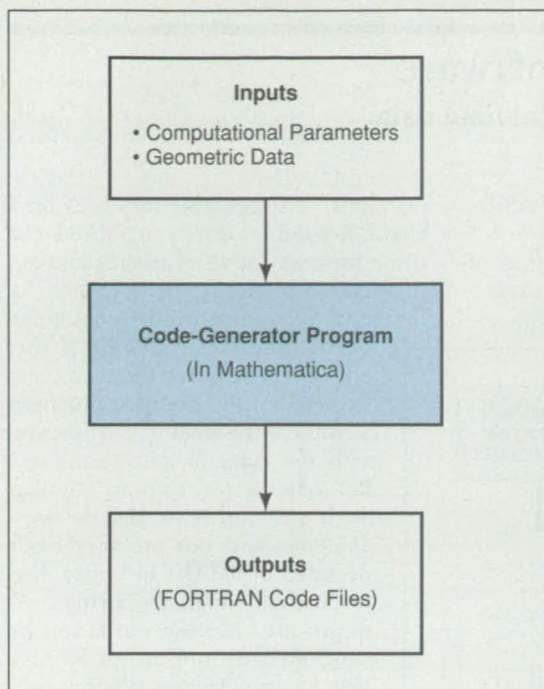 Inputs
• Computational Parameters
• Geometric Data
Code-Generator Program
(In Mathematica)
Outputs
(FORTRAN Code Files)